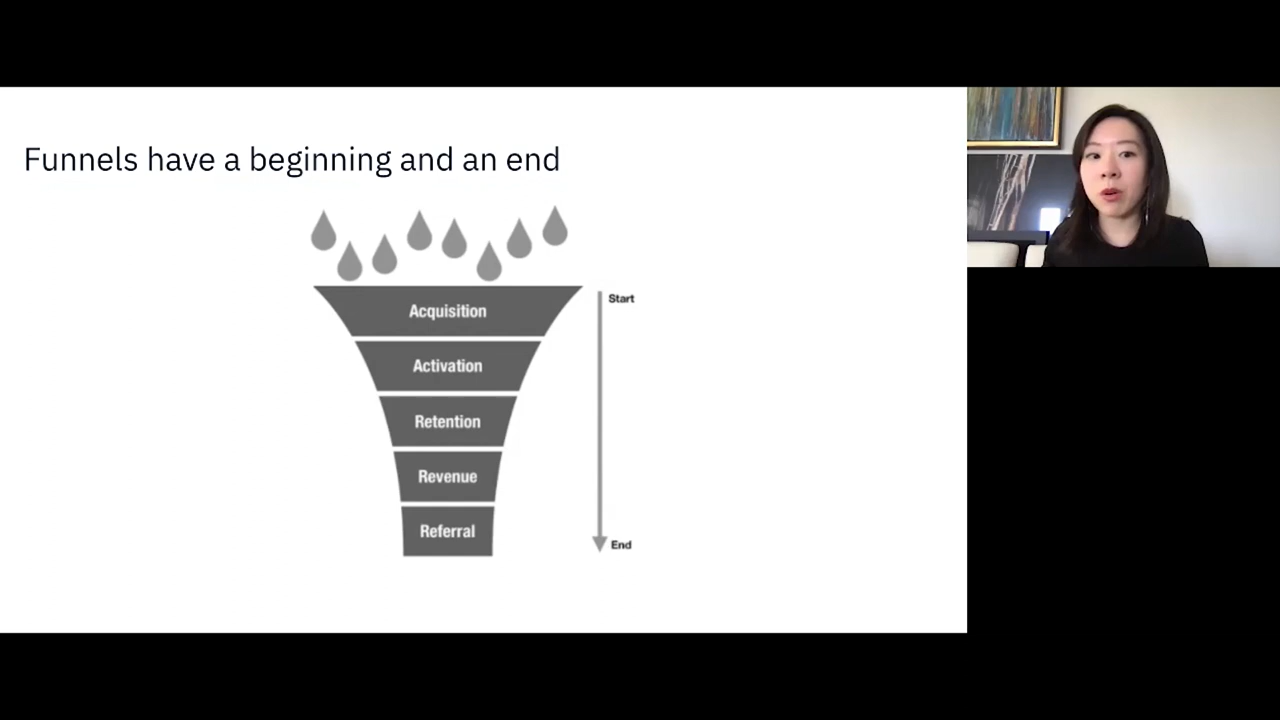 Funnels have a beginning and an end
Acquisition
Start
Activation
Retention
Revenue
Referral
End